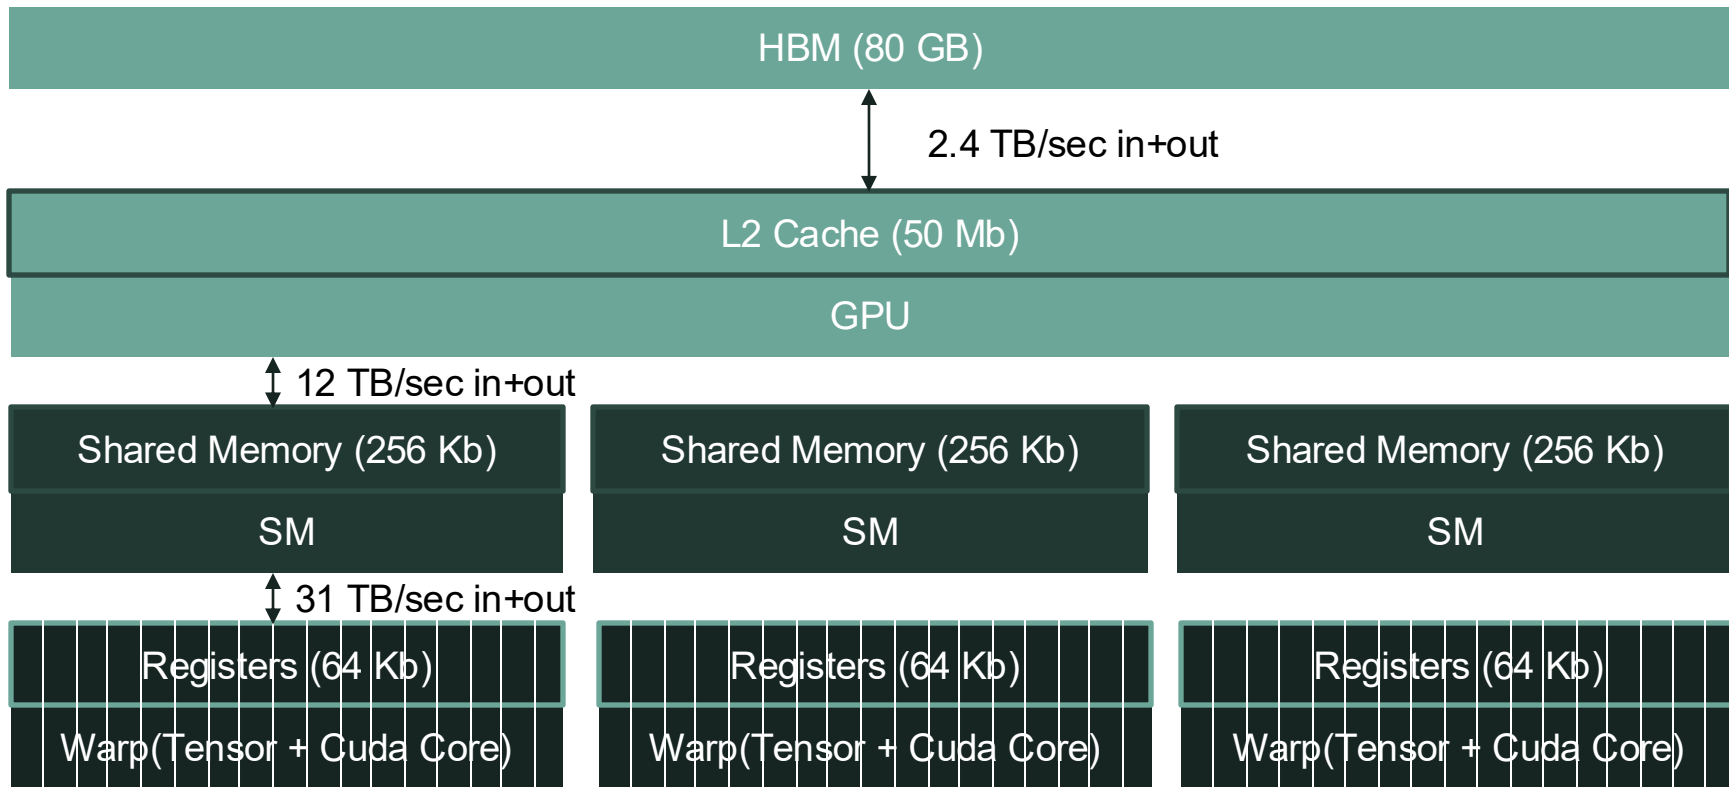 HBM (80 GB)
2.4 TB/sec in+out
L2 Cache (50 Mb)
GPU
12 TB/sec in+out
Shared Memory (256 Kb)
Shared Memory (256 Kb)
Shared Memory (256 Kb)
SM
SM
SM
31 TB/sec in+out
Registers (64 Kb)
Registers (64 Kb)
Registers (64 Kb)
Warp(Tensor + Cuda Core)
Warp(Tensor + Cuda Core)
Warp(Tensor + Cuda Core)